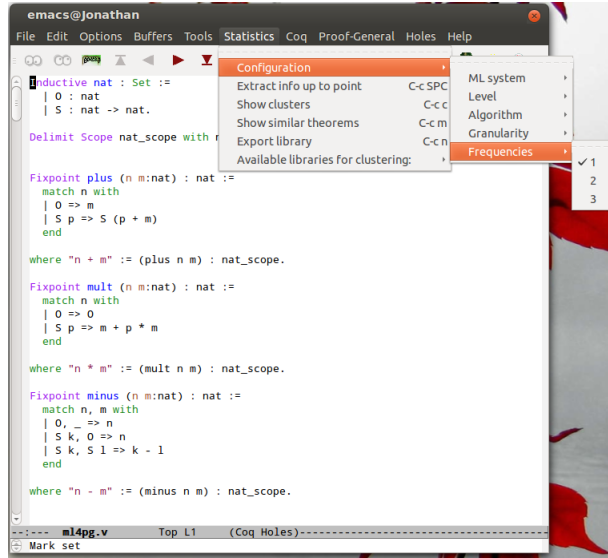 emacs@Jonathan
File Edit Options Buffers Tools Statistics Coq Proof-General Holes Help
Configuration
Extract info up to point C-c SPC
Show clusters C-c c
Show similar theorems C-c m
Export library C-c n
Available libraries for clustering:
ML system
Level
Algorithm
Granularity
Frequencies
✓ 1
2
3
Inductive nat : Set :=
| O : nat
| S : nat -> nat.
Delimit Scope nat_scope with
Fixpoint plus (n m:nat) : nat :=
match n with
| O => m
| S p => S (p + m)
end
where "n + m" := (plus n m) : nat_scope.
Fixpoint mult (n m:nat) : nat :=
match n with
| O => O
| S p => m + p * m
end
where "n * m" := (mult n m) : nat_scope.
Fixpoint minus (n m:nat) : nat :=
match n, m with
| O, _ => n
| S k, O => n
| S k, S l => k - l
end
where "n - m" := (minus n m) : nat_scope.
--:--- ml4pg.v Top L1 (Coq Holes)----------------------------------------
Mark set